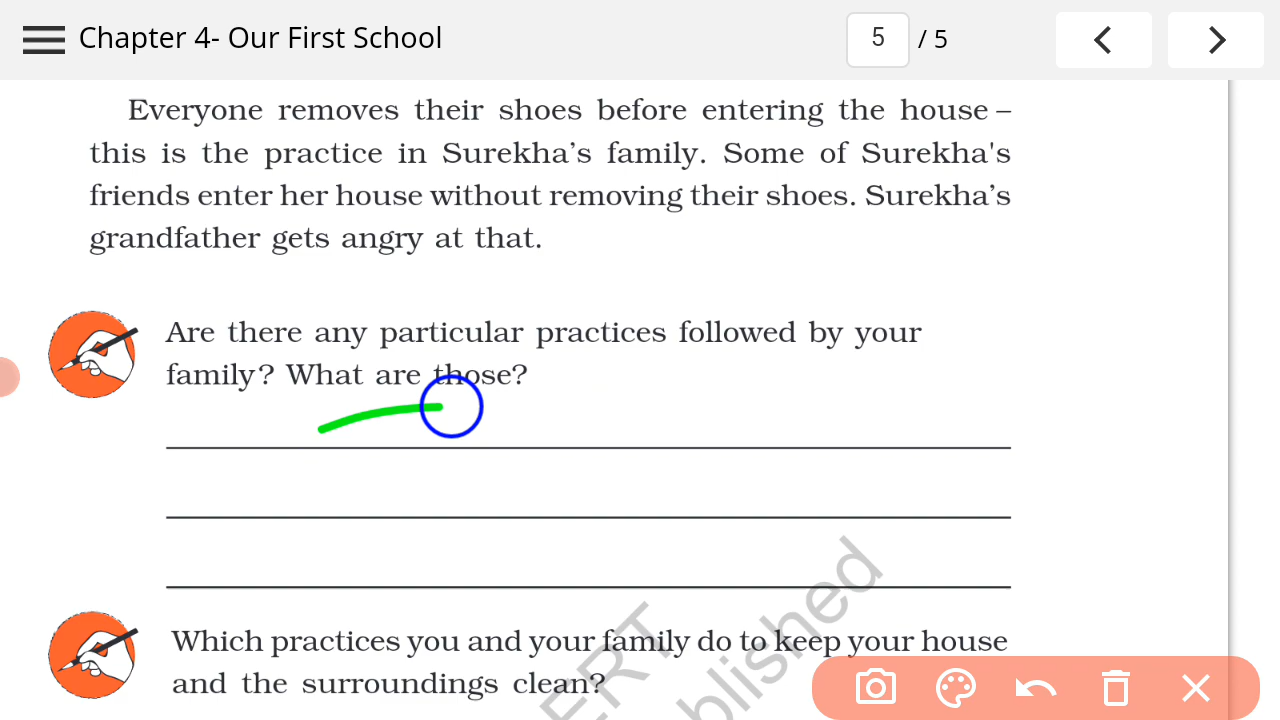 Chapter 4- Our First School
5 / 5
Everyone removes their shoes before entering the house –
this is the practice in Surekha’s family. Some of Surekha's
friends enter her house without removing their shoes. Surekha’s
grandfather gets angry at that.
Are there any particular practices followed by your
family? What are those?
Which practices you and your family do to keep your house
and the surroundings clean?